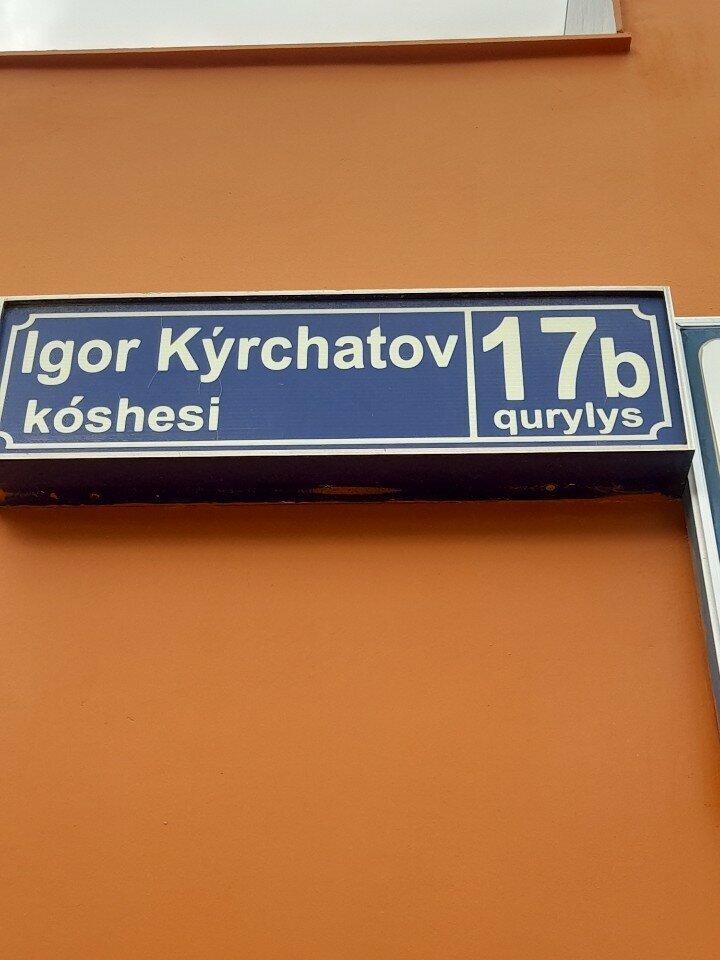 Igor Kýrchatov
kóshesi
17b
qurylys